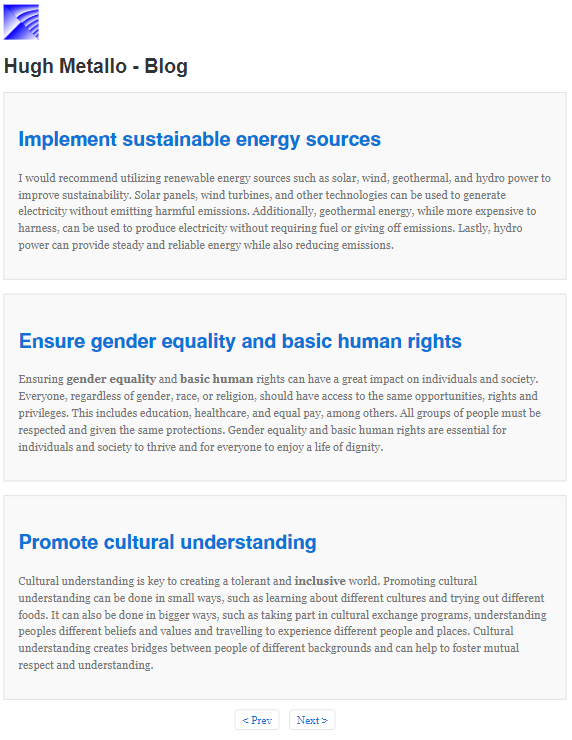 Hugh Metallo - Blog
Implement sustainable energy sources
I would recommend utilizing renewable energy sources such as solar, wind, geothermal, and hydro power to
improve sustainability. Solar panels, wind turbines, and other technologies can be used to generate
electricity without emitting harmful emissions. Additionally, geothermal energy, while more expensive to
harness, can be used to produce electricity without requiring fuel or giving off emissions. Lastly, hydro
power can provide steady and reliable energy while also reducing emissions.
Ensure gender equality and basic human rights
Ensuring gender equality and basic human rights can have a great impact on individuals and society.
Everyone, regardless of gender, race, or religion, should have access to the same opportunities, rights and
privileges. This includes education, healthcare, and equal pay, among others. All groups of people must be
respected and given the same protections. Gender equality and basic human rights are essential for
individuals and society to thrive and for everyone to enjoy a life of dignity.
Promote cultural understanding
Cultural understanding is key to creating a tolerant and inclusive world. Promoting cultural
understanding can be done in small ways, such as learning about different cultures and trying out different
foods. It can also be done in bigger ways, such as taking part in cultural exchange programs, understanding
peoples different beliefs and values and travelling to experience different people and places. Cultural
understanding creates bridges between people of different backgrounds and can help to foster mutual
respect and understanding.
< Prev Next >